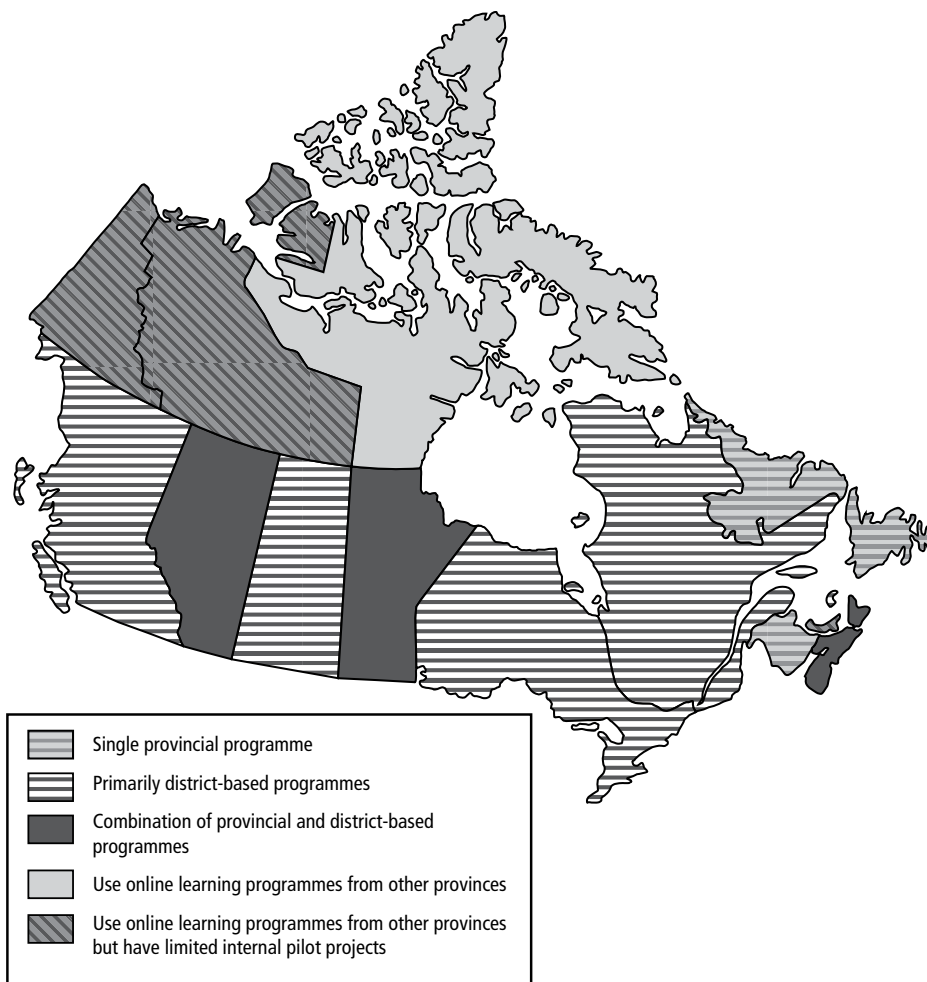 Single provincial programme
Primarily district-based programmes
Combination of provincial and district-based
programmes
Use online learning programmes from other provinces
Use online learning programmes from other provinces
but have limited internal pilot projects